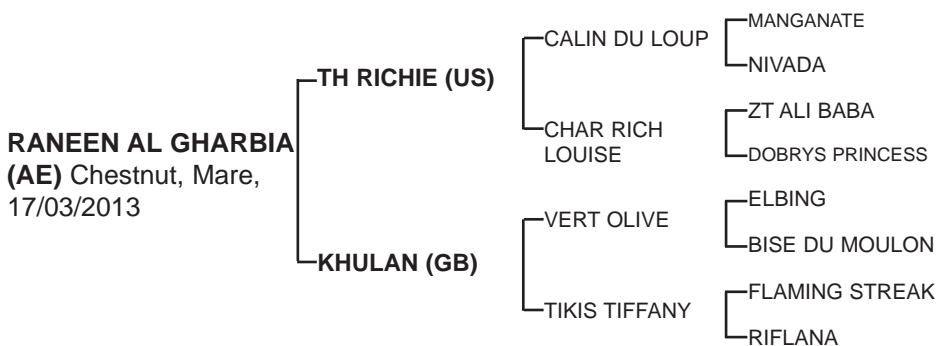 RANEEN AL GHARBIA
(AE) Chestnut, Mare,
17/03/2013
TH RICHIE (US)
KHULAN (GB)
CALIN DU LOUP
CHAR RICH
LOUISE
VERT OLIVE
TIKIS TIFFANY
MANGANATE
NIVADA
ZT ALI BABA
DOBRYS PRINCESS
ELBING
BISE DU MOULON
FLAMING STREAK
RIFLANA